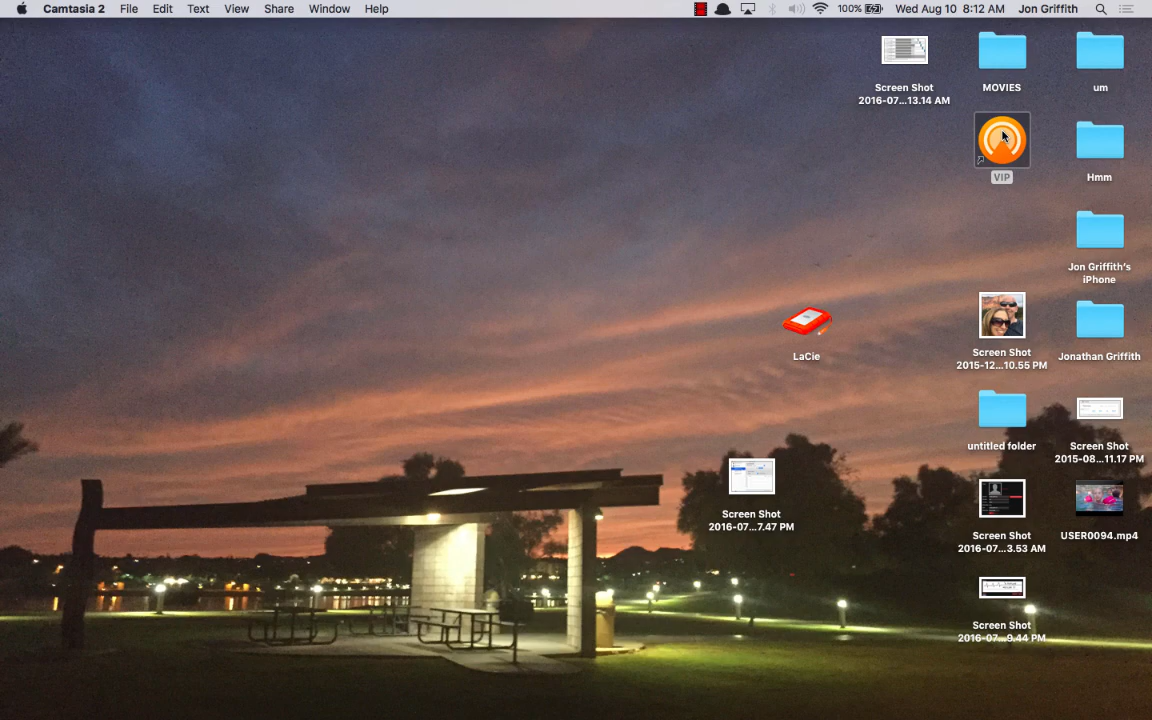 Camtasia 2 File Edit Text View Share Window Help 100% Wed Aug 10 8:12 AM Jon Griffith
Screen Shot
2016-07...13.14 AM
MOVIES
um
VIP
Hmm
Jon Griffith's
iPhone
LaCie
Screen Shot
2015-12...10.55 PM
Jonathan Griffith
untitled folder
Screen Shot
2015-08...11.17 PM
Screen Shot
2016-07...7.47 PM
Screen Shot
2016-07...3.53 AM
USER0094.mp4
Screen Shot
2016-07...9.44 PM